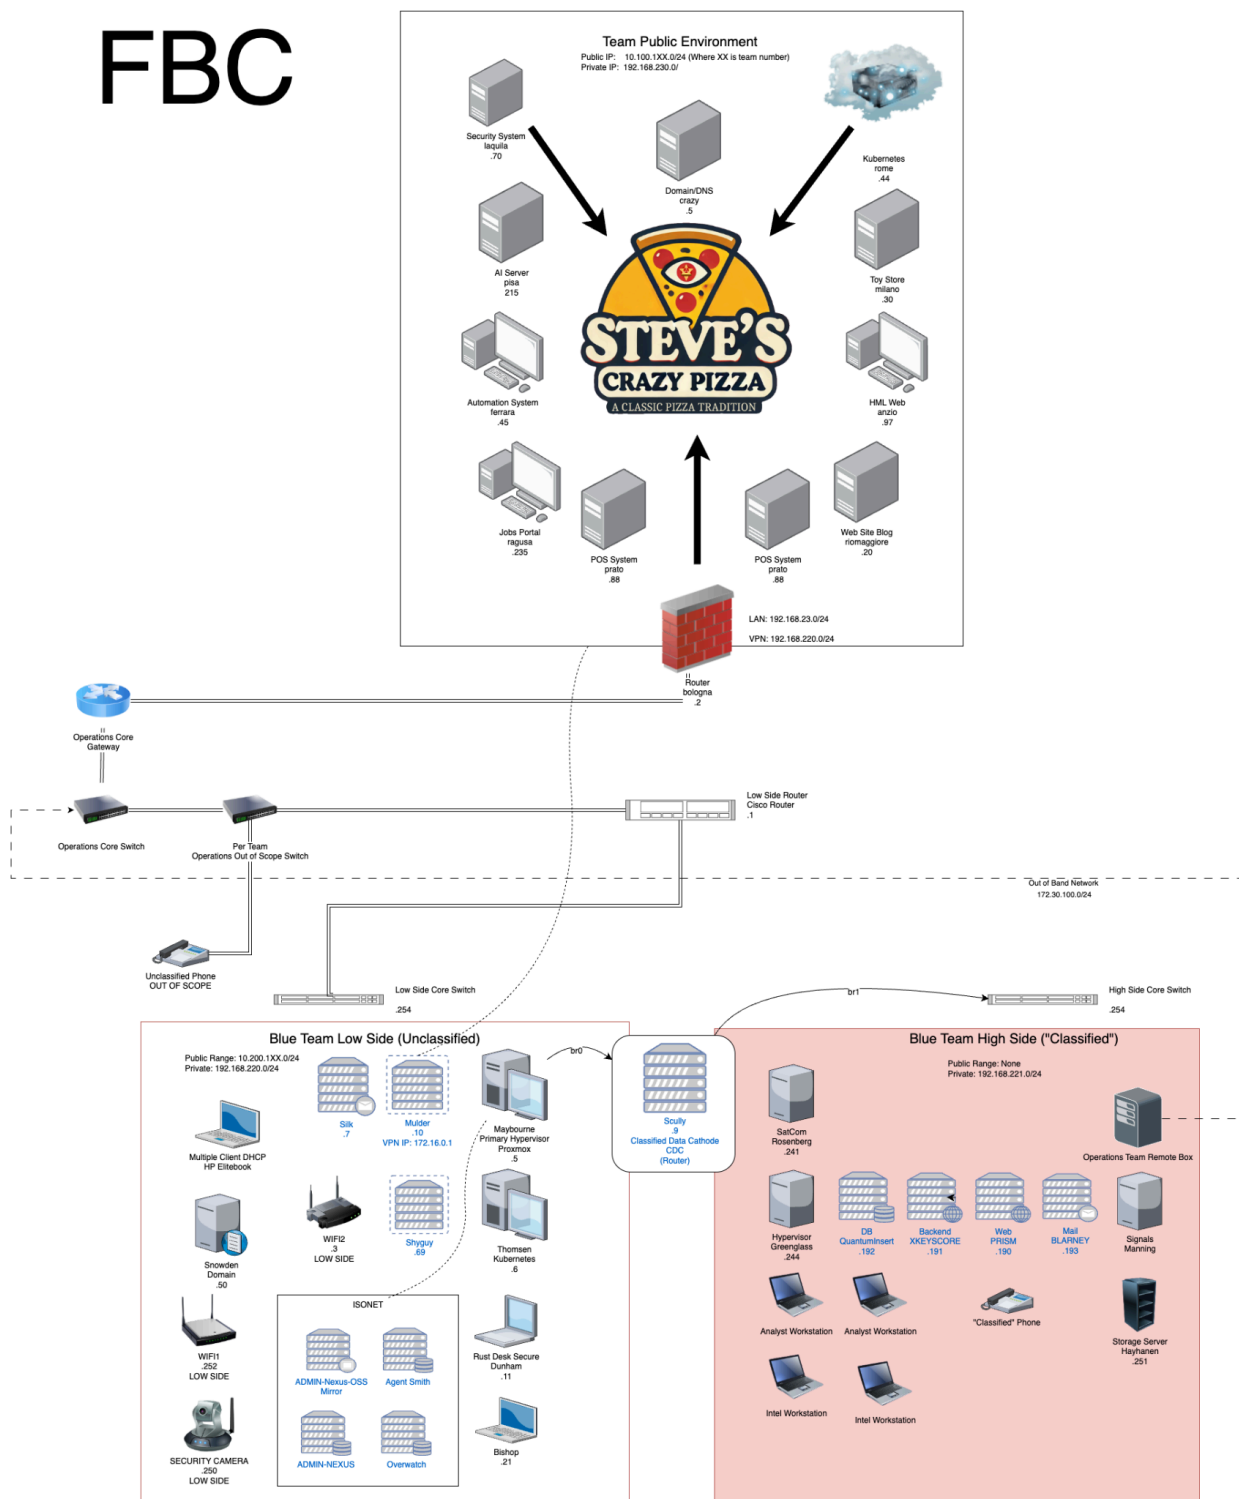 FBC
Team Public Environment
Public IP: 10.100.1XX.0/24 (Where XX is team number)
Private IP: 192.168.230.0/
Security System
laquila
.70
Domain/DNS
crazy
.5
Kubernetes
rome
.44
AI Server
pisa
215
Toy Store
milano
.30
STEVE'S
CRAZY PIZZA
A CLASSIC PIZZA TRADITION
Automation System
ferrara
.45
HML Web
anzio
.97
Jobs Portal
ragusa
.235
POS System
prato
.88
POS System
prato
.88
Web Site Blog
riomaggiore
.20
LAN: 192.168.23.0/24
VPN: 192.168.220.0/24
Router
bologna
.2
Operations Core
Gateway
Low Side Router
Cisco Router
.1
Operations Core Switch
Per Team
Operations Out of Scope Switch
Out of Band Network
172.30.100.0/24
Unclassified Phone
OUT OF SCOPE
Low Side Core Switch
.254
br1
High Side Core Switch
.254
Blue Team Low Side (Unclassified)
Public Range: 10.200.1XX.0/24
Private: 192.168.220.0/24
Silk
.7
Mulder
.10
VPN IP: 172.16.0.1
Maybourne
Primary Hypervisor
Proxmox
.5
br0
Multiple Client DHCP
HP Elitebook
Snowden
Domain
.50
WIFI2
.3
LOW SIDE
Shyguy
.69
Thomsen
Kubernetes
.6
WIFI1
.252
LOW SIDE
ISONET
ADMIN-Nexus-OSS
Mirror
Agent Smith
ADMIN-NEXUS
Overwatch
Rust Desk Secure
Dunham
.11
SECURITY CAMERA
.250
LOW SIDE
Bishop
.21
Scully
.9
Classified Data Cathode
CDC
(Router)
Blue Team High Side ("Classified")
Public Range: None
Private: 192.168.221.0/24
SatCom
Rosenberg
.241
Operations Team Remote Box
Hypervisor
Greenglass
.244
DB
QuantumInsert
.192
Backend
XKEYSCORE
.191
Web
PRISM
.190
Mail
BLARNEY
.193
Signals
Manning
Analyst Workstation
Analyst Workstation
"Classified" Phone
Storage Server
Hayhanen
.251
Intel Workstation
Intel Workstation